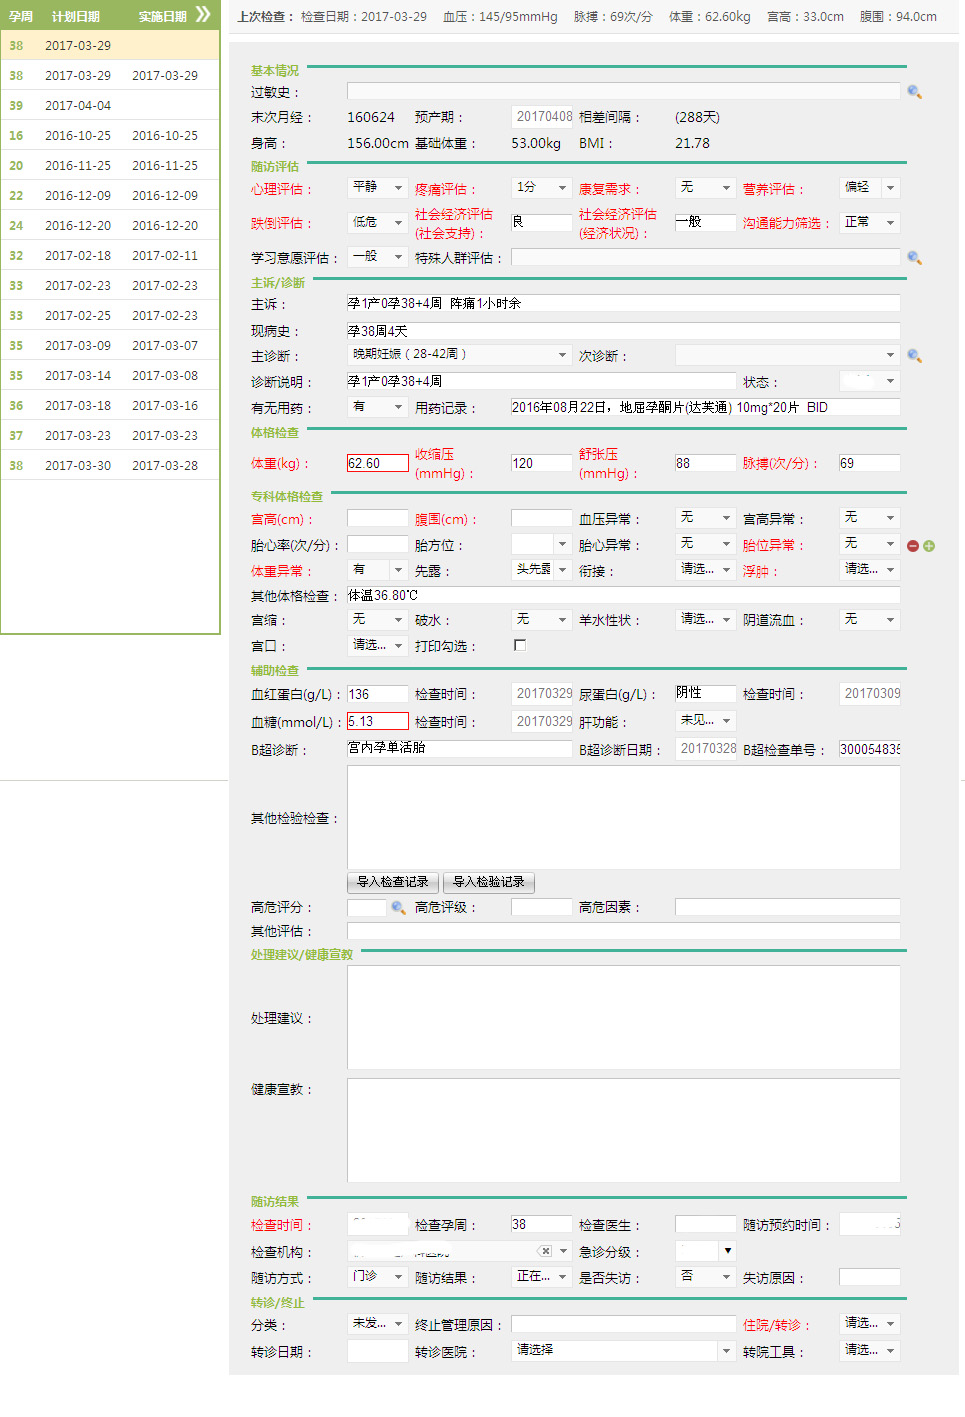 孕周 计划日期 实施日期
38 2017-03-29
38 2017-03-29 2017-03-29
39 2017-04-04
16 2016-10-25 2016-10-25
20 2016-11-25 2016-11-25
22 2016-12-09 2016-12-09
24 2016-12-20 2016-12-20
32 2017-02-18 2017-02-11
33 2017-02-23 2017-02-23
33 2017-02-25 2017-02-23
35 2017-03-09 2017-03-07
35 2017-03-14 2017-03-08
36 2017-03-18 2017-03-16
37 2017-03-23 2017-03-23
38 2017-03-30 2017-03-28
上次检查： 检查日期：2017-03-29 血压：145/95mmHg 脉搏：69次/分 体重：62.60kg 宫高：33.0cm 腹围：94.0cm
基本情况
过敏史：
末次月经： 160624 预产期： 20170408 相差间隔： (288天)
身高： 156.00cm 基础体重： 53.00kg BMI： 21.78
随访评估
心理评估： 平静 疼痛评估： 1分 康复需求： 无 营养评估： 偏轻
跌倒评估： 低危 社会经济评估(社会支持)： 良 社会经济评估(经济状况)： 一般 沟通能力筛选： 正常
学习意愿评估： 一般 特殊人群评估：
主诉/诊断
主诉： 孕1产0孕38+4周 阵痛1小时余
现病史： 孕38周4天
主诊断： 晚期妊娠（28-42周） 次诊断：
诊断说明： 孕1产0孕38+4周 状态：
有无用药： 有 用药记录： 2016年08月22日，地屈孕酮片(达芙通) 10mg*20片 BID
体格检查
体重(kg)： 62.60 收缩压(mmHg)： 120 舒张压(mmHg)： 88 脉搏(次/分)： 69
专科体格检查
宫高(cm)： 腹围(cm)： 血压异常： 无 宫高异常： 无
胎心率(次/分)： 胎方位： 胎心异常： 无 胎位异常： 无
体重异常： 有 先露： 头先露 衔接： 请选... 浮肿： 请选...
其他体格检查： 体温36.80℃
宫缩： 无 破水： 无 羊水性状： 请选... 阴道流血： 无
宫口： 请选... 打印勾选：
辅助检查
血红蛋白(g/L)： 136 检查时间： 20170329 尿蛋白(g/L)： 阴性 检查时间： 20170309
血糖(mmol/L)： 5.13 检查时间： 20170329 肝功能： 未见...
B超诊断： 宫内孕单活胎 B超诊断日期： 20170328 B超检查单号： 300054835
其他检验检查：
导入检查记录 导入检验记录
高危评分： 高危评级： 高危因素：
其他评估：
处理建议/健康宣教
处理建议：
健康宣教：
随访结果
检查时间： 检查孕周： 38 检查医生： 随访预约时间：
检查机构： 急诊分级：
随访方式： 门诊 随访结果： 正在... 是否失访： 否 失访原因：
转诊/终止
分类： 未发... 终止管理原因： 住院/转诊： 请选...
转诊日期： 转诊医院： 请选择 转院工具： 请选...